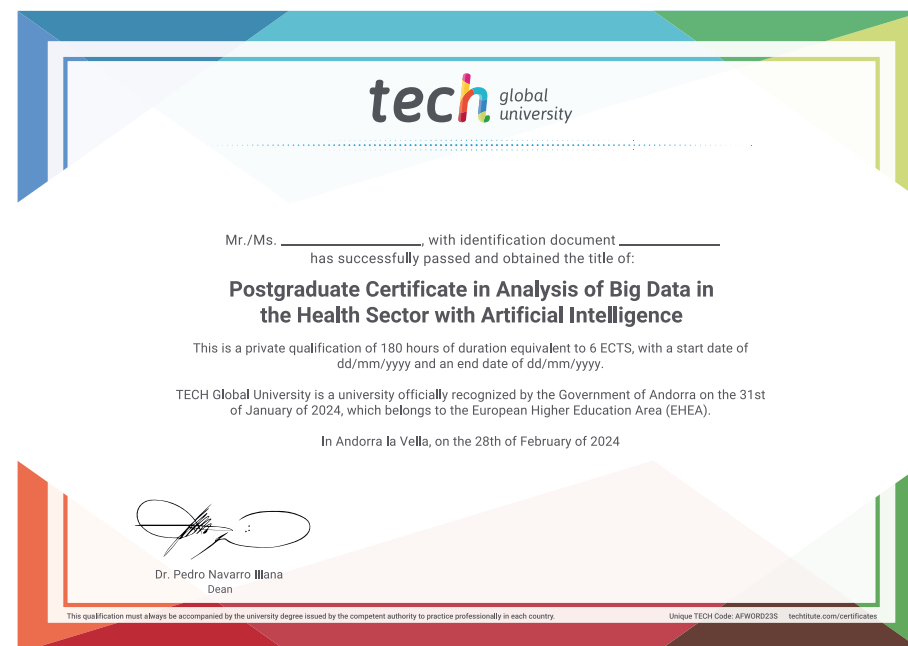 tech global university
Mr./Ms. ____________, with identification document ____________
has successfully passed and obtained the title of:
Postgraduate Certificate in Analysis of Big Data in
the Health Sector with Artificial Intelligence
This is a private qualification of 180 hours of duration equivalent to 6 ECTS, with a start date of
dd/mm/yyyy and an end date of dd/mm/yyyy.
TECH Global University is a university officially recognized by the Government of Andorra on the 31st
of January of 2024, which belongs to the European Higher Education Area (EHEA).
In Andorra la Vella, on the 28th of February of 2024
Dr. Pedro Navarro Illana
Dean
This qualification must always be accompanied by the university degree issued by the competent authority to practice professionally in each country. Unique TECH Code: AFWORD23S techtitute.com/certificates